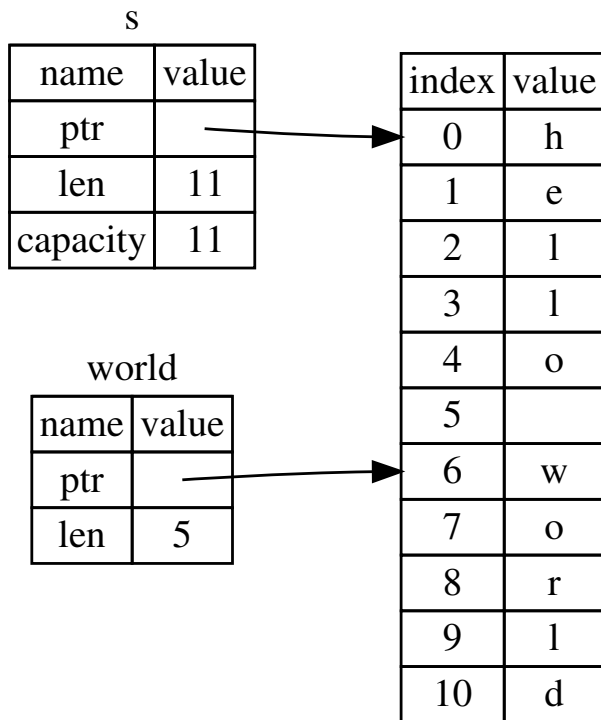 s
name value
ptr
len 11
capacity 11
world
name value
ptr
len 5
index value
0 h
1 e
2 l
3 l
4 o
5
6 w
7 o
8 r
9 l
10 d